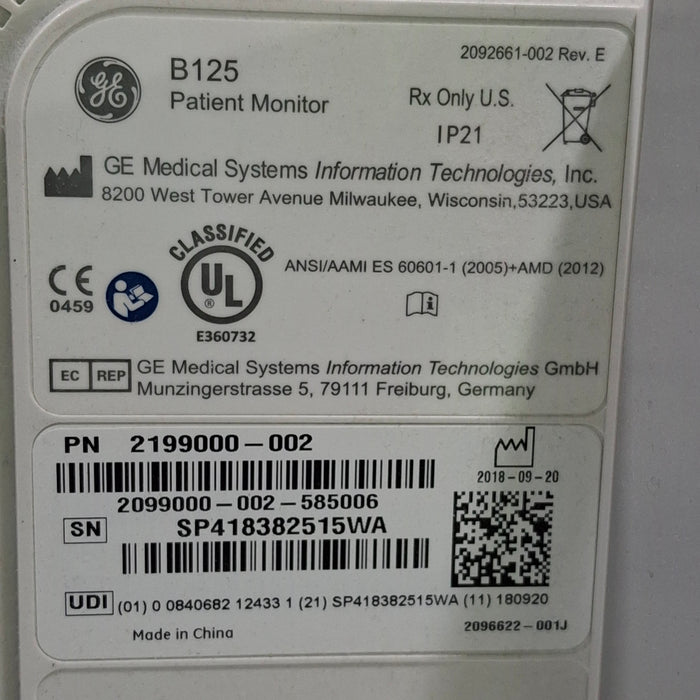 GE
B125
Patient Monitor
2092661-002 Rev. E
Rx Only U.S.
IP21
GE Medical Systems Information Technologies, Inc.
8200 West Tower Avenue Milwaukee, Wisconsin,53223,USA
CE
0459
CLASSIFIED
UL
®
E360732
ANSI/AAMI ES 60601-1 (2005)+AMD (2012)
i
EC REP
GE Medical Systems Information Technologies GmbH
Munzingerstrasse 5, 79111 Freiburg, Germany
PN 2199000-002
2018-09-20
2099000-002-585006
SN SP418382515WA
UDI (01) 0 0840682 12433 1 (21) SP418382515WA (11) 180920
Made in China
2096622-001J